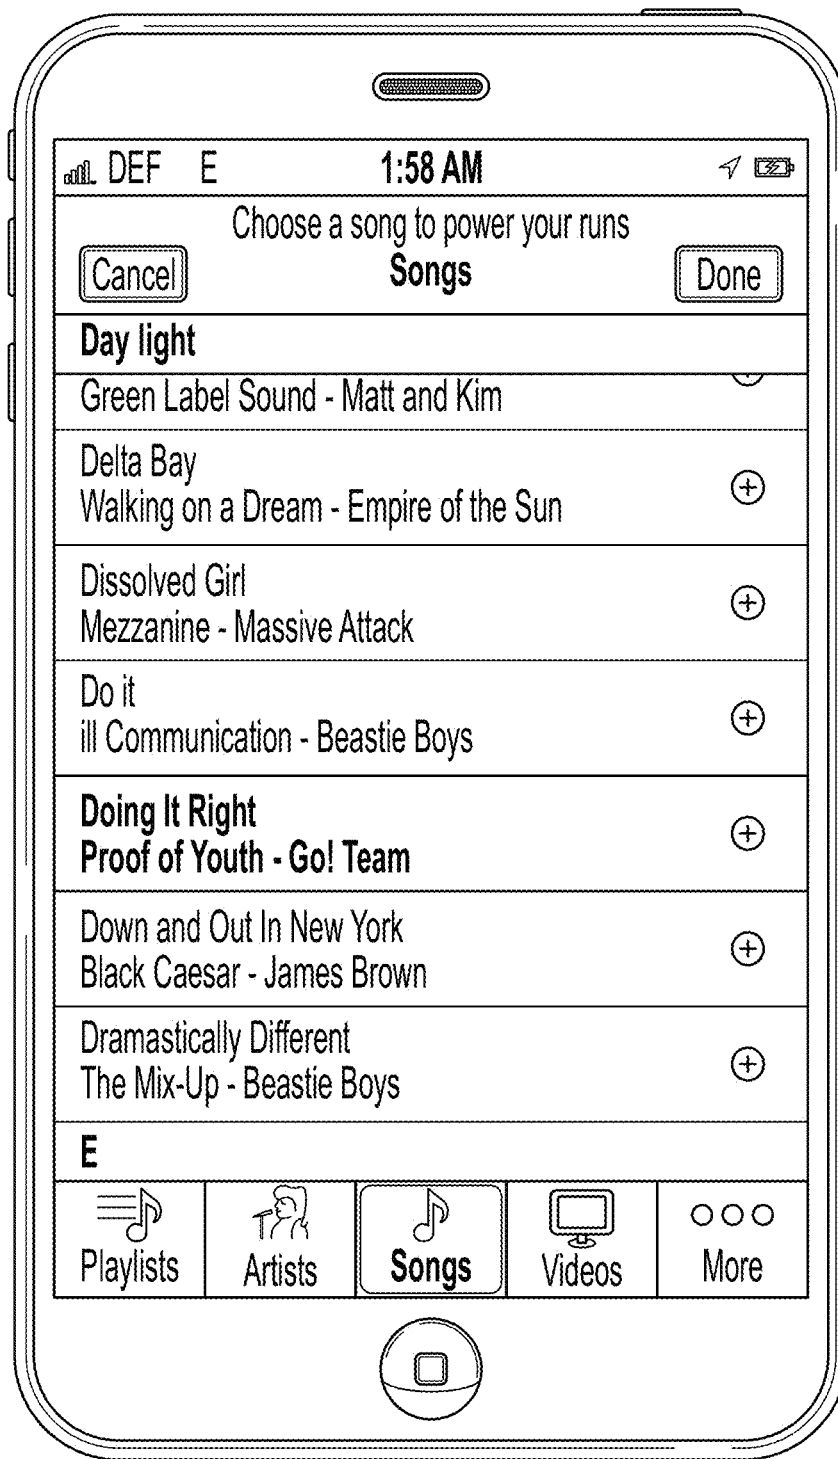 DEF E 1:58 AM
Choose a song to power your runs
Cancel Songs Done
Day light
Green Label Sound - Matt and Kim
Delta Bay
Walking on a Dream - Empire of the Sun
Dissolved Girl
Mezzanine - Massive Attack
Do it
ill Communication - Beastie Boys
Doing It Right
Proof of Youth - Go! Team
Down and Out In New York
Black Caesar - James Brown
Dramastically Different
The Mix-Up - Beastie Boys
E
Playlists Artists Songs Videos More